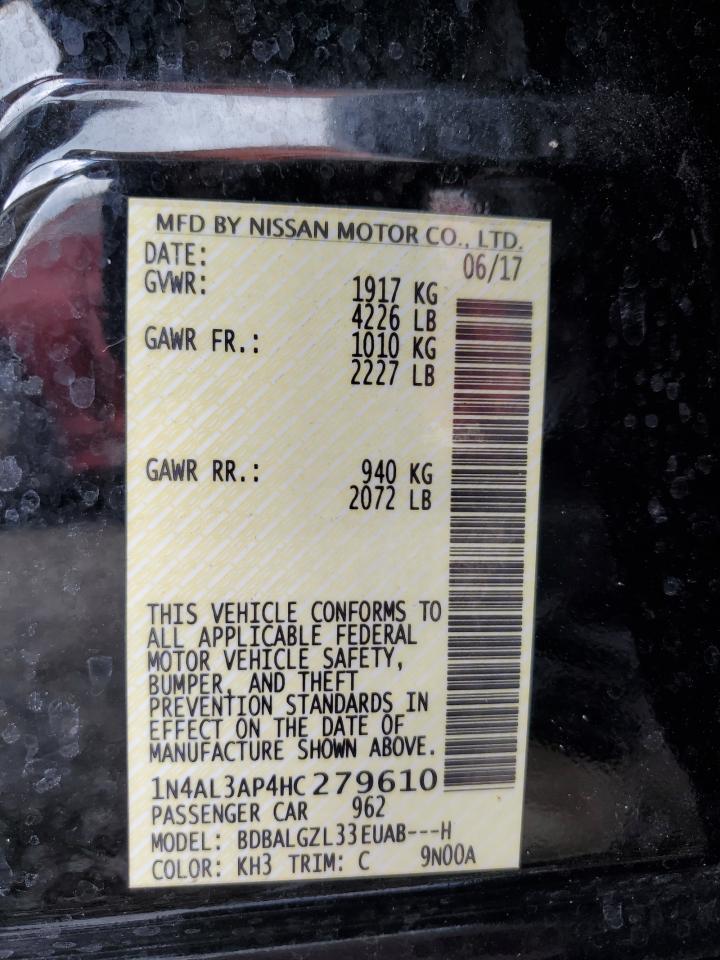 MFD BY NISSAN MOTOR CO., LTD.
DATE: 06/17
GVWR: 1917 KG
4226 LB
GAWR FR.: 1010 KG
2227 LB
GAWR RR.: 940 KG
2072 LB
THIS VEHICLE CONFORMS TO
ALL APPLICABLE FEDERAL
MOTOR VEHICLE SAFETY,
BUMPER, AND THEFT
PREVENTION STANDARDS IN
EFFECT ON THE DATE OF
MANUFACTURE SHOWN ABOVE.
1N4AL3AP4HC279610
PASSENGER CAR 962
MODEL: BDBALGZL33EUAB---H
COLOR: KH3 TRIM: C 9N00A